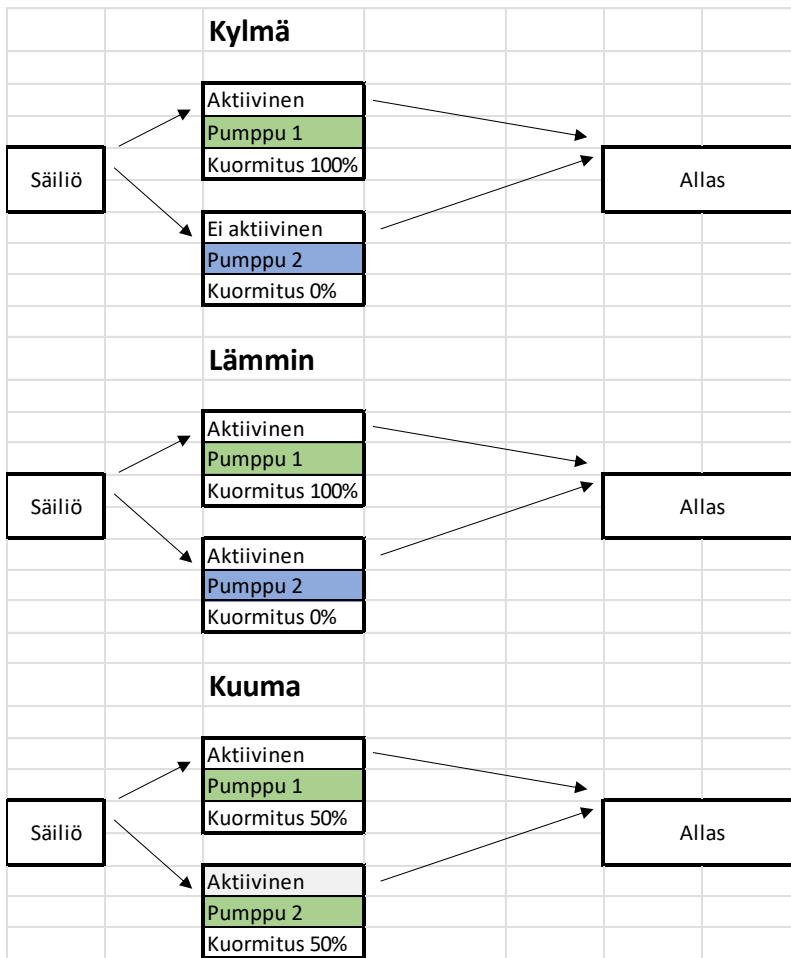 Kylmä
Aktiivinen
Pumppu 1
Kuormitus 100%
Säiliö
Allas
Ei aktiivinen
Pumppu 2
Kuormitus 0%
Lämmin
Aktiivinen
Pumppu 1
Kuormitus 100%
Säiliö
Allas
Aktiivinen
Pumppu 2
Kuormitus 0%
Kuuma
Aktiivinen
Pumppu 1
Kuormitus 50%
Säiliö
Allas
Aktiivinen
Pumppu 2
Kuormitus 50%